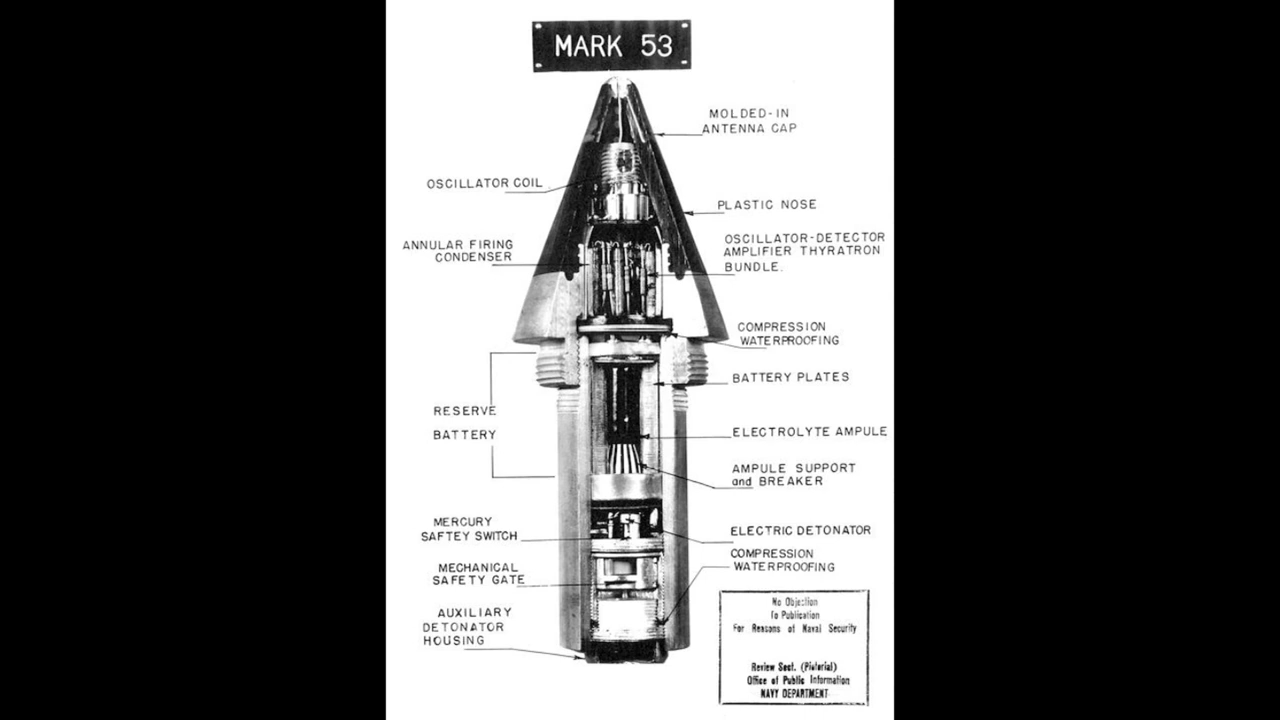 MARK 53
MOLDED-IN
ANTENNA CAP
OSCILLATOR COIL
PLASTIC NOSE
ANNULAR FIRING
CONDENSER
OSCILLATOR-DETECTOR
AMPLIFIER THYRATRON
BUNDLE.
COMPRESSION
WATERPROOFING
BATTERY PLATES
RESERVE
BATTERY
ELECTROLYTE AMPULE
AMPULE SUPPORT
and BREAKER
MERCURY
SAFTEY SWITCH
ELECTRIC DETONATOR
COMPRESSION
WATERPROOFING
MECHANICAL
SAFETY GATE
AUXILIARY
DETONATOR
HOUSING
No Objection
To Publication
For Reasons of Naval Security
Review Sect. (Pictorial)
Office of Public Information
NAVY DEPARTMENT